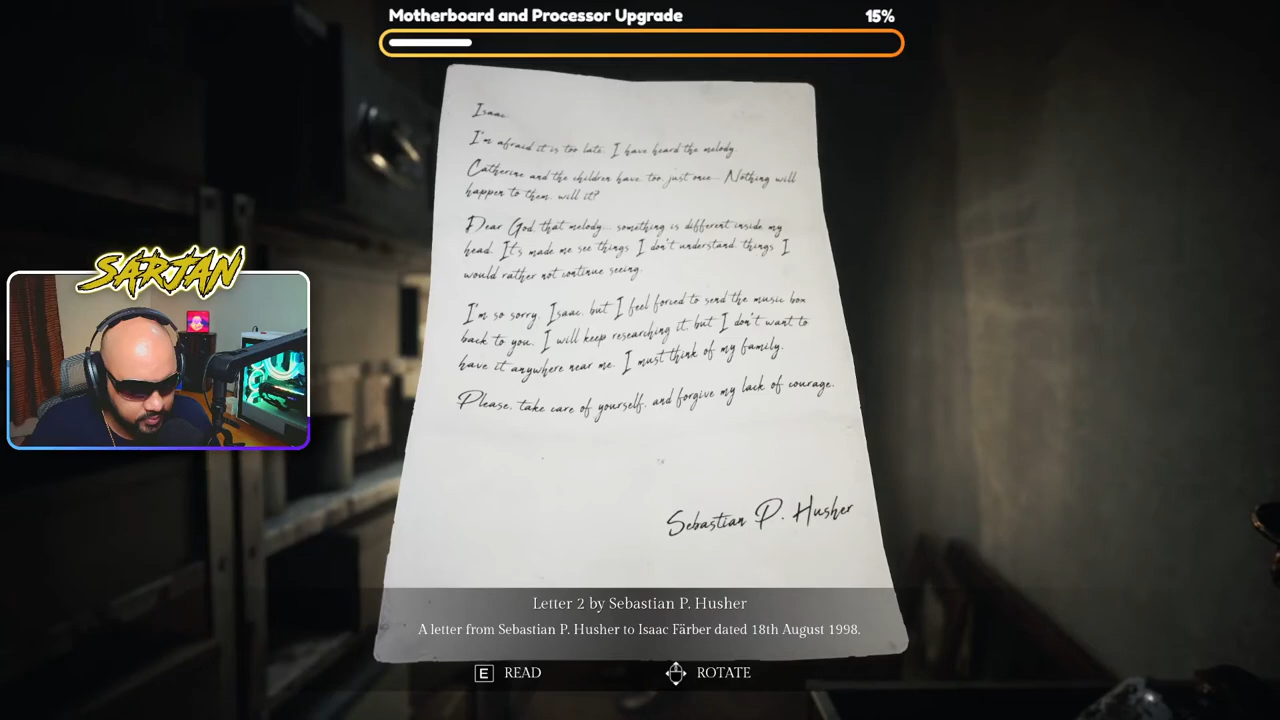 Motherboard and Processor Upgrade 15%
Isaac
I'm afraid it is too late. I have heard the melody.
Catherine and the children have, too, just once... Nothing will
happen to them, will it?
Dear God, that melody... something is different inside my
head. It's made me see things I don't understand, things I
would rather not continue seeing.
I'm so sorry, Isaac, but I feel forced to send the music box
back to you. I will keep researching it, but I don't want to
have it anywhere near me. I must think of my family.
Please, take care of yourself, and forgive my lack of courage.
Sebastian P. Husher
SARJAN
Letter 2 by Sebastian P. Husher
A letter from Sebastian P. Husher to Isaac Färber dated 18th August 1998.
E READ ROTATE